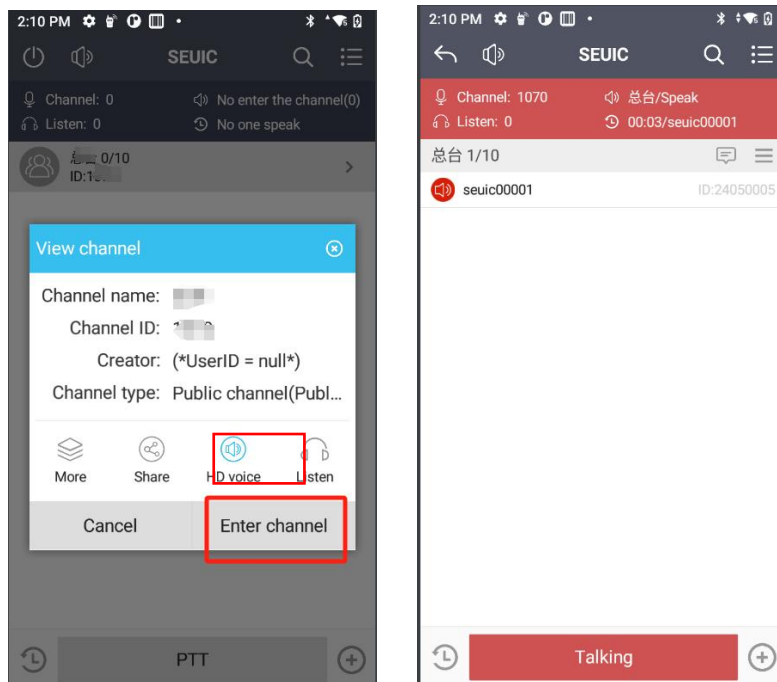 2:10 PM
SEUIC
Channel: 0
No enter the channel(0)
Listen: 0
No one speak
0/10
View channel
Channel name:
Channel ID:
Creator: (*UserID = null*)
Channel type: Public channel(Publ...
More
Share
HD voice
Listen
Cancel
Enter channel
PTT
2:10 PM
SEUIC
Channel: 1070
总台/Speak
Listen: 0
00:03/seuic00001
总台 1/10
seuic00001
ID:24050005
Talking